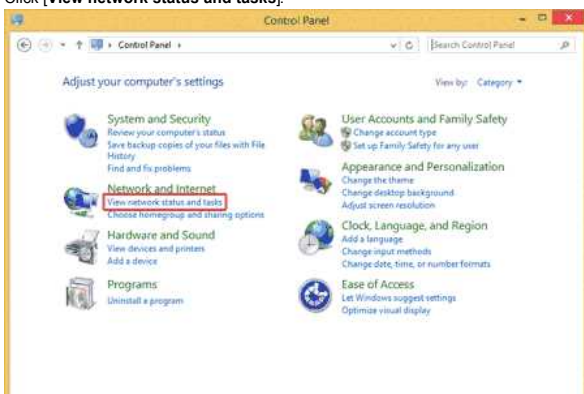 Click [View network status and tasks].
Control Panel
Control Panel
Search Control Panel
Adjust your computer's settings
View by: Category
System and Security
Review your computer's status
Save backup copies of your files with File
History
Find and fix problems
Network and Internet
View network status and tasks
Choose homegroup and sharing options
Hardware and Sound
View devices and printers
Add a device
Programs
Uninstall a program
User Accounts and Family Safety
Change account type
Set up Family Safety for any user
Appearance and Personalization
Change the theme
Change desktop background
Adjust screen resolution
Clock, Language, and Region
Add a language
Change input methods
Change date, time, or number formats
Ease of Access
Let Windows suggest settings
Optimize visual display